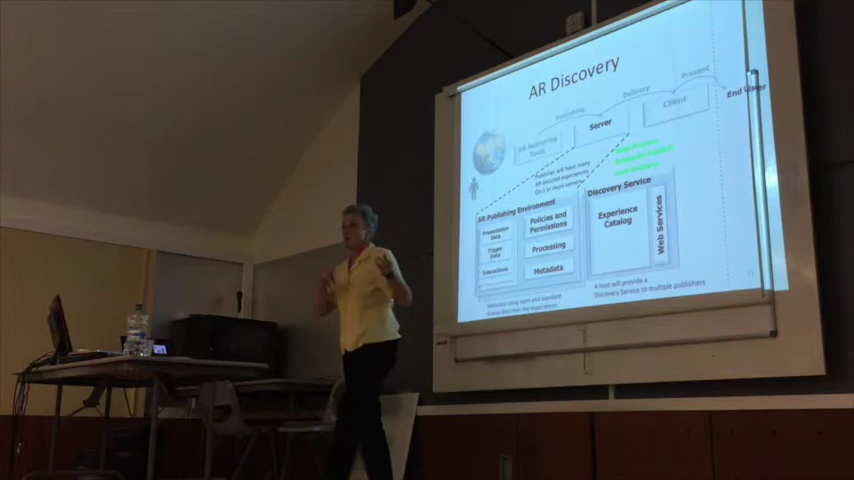 AR Discovery
Publishing
Delivery
Present
AR Authoring
Tools
Server
Client
End User
Publisher will have many
AR-assisted experiences
On 1 or more servers
AR Publishing Environment
Presentation
Data
Trigger
Data
Interactions
Policies and
Permissions
Processing
Metadata
Discovery Service
Experience
Catalog
Web Services
A host will provide a
Discovery Service to multiple publishers